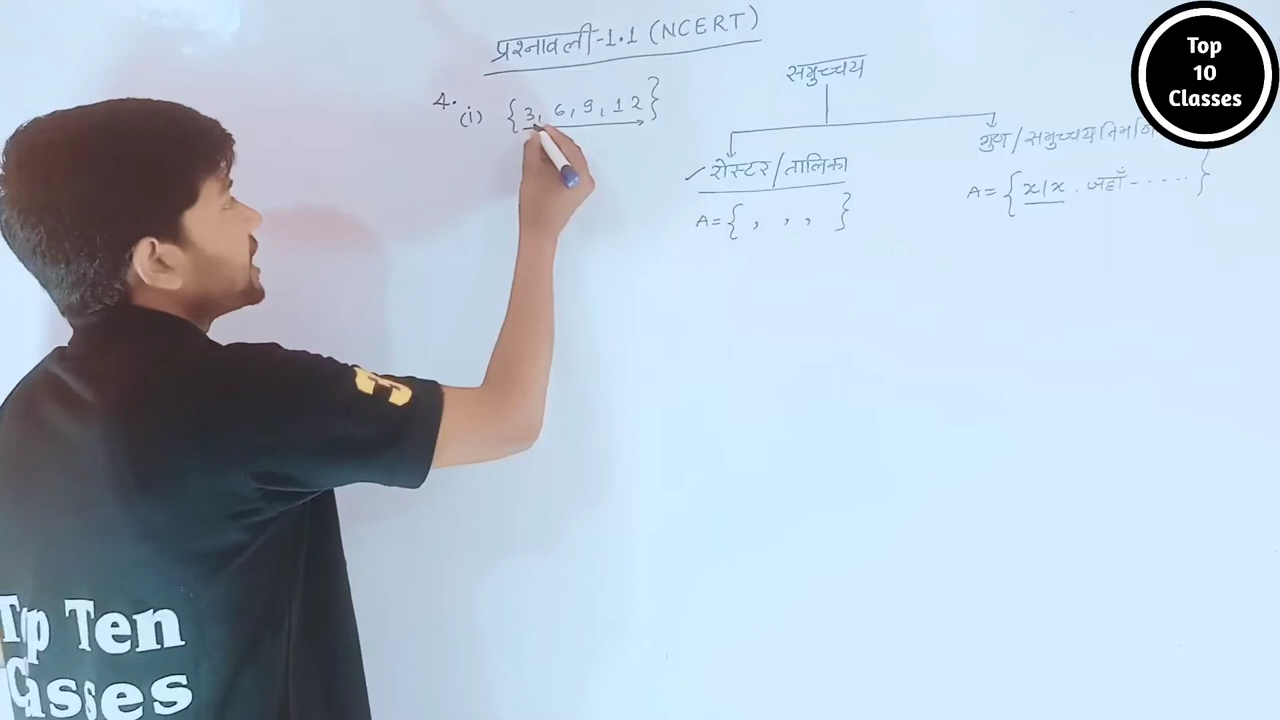 प्रश्नावली-1.1 (NCERT)
4.
(i) {3, 6, 9, 12}
समुच्चय
✓ रोस्टर/तालिका
A={ , , , }
गुण/समुच्चय निर्माण
A={x/x. जहाँ -----}
Top
10
Classes
Top Ten
Classes